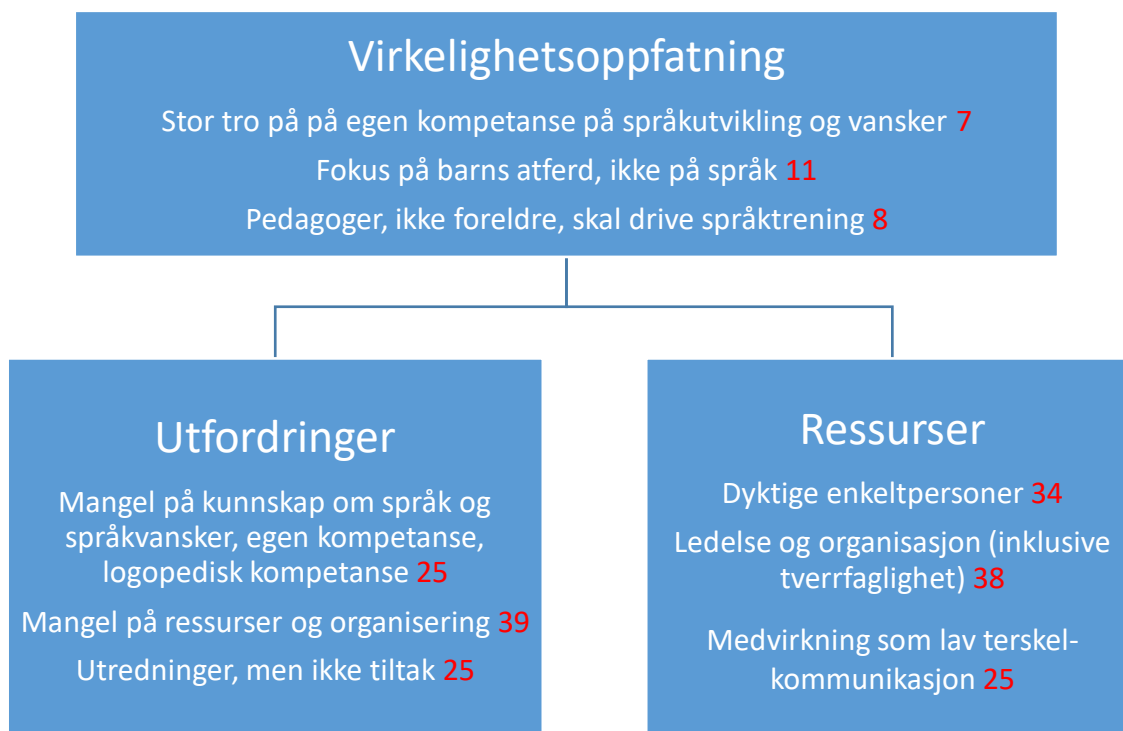 Virkelighetsoppfatning
Stor tro på på egen kompetanse på språkutvikling og vansker 7
Fokus på barns atferd, ikke på språk 11
Pedagoger, ikke foreldre, skal drive språktrening 8
Utfordringer
Mangel på kunnskap om språk og
språkvansker, egen kompetanse,
logopedisk kompetanse 25
Mangel på ressurser og organisering 39
Utredninger, men ikke tiltak 25
Ressurser
Dyktige enkeltpersoner 34
Ledelse og organisasjon (inklusive
tverrfaglighet) 38
Medvirkning som lav terskel-
kommunikasjon 25